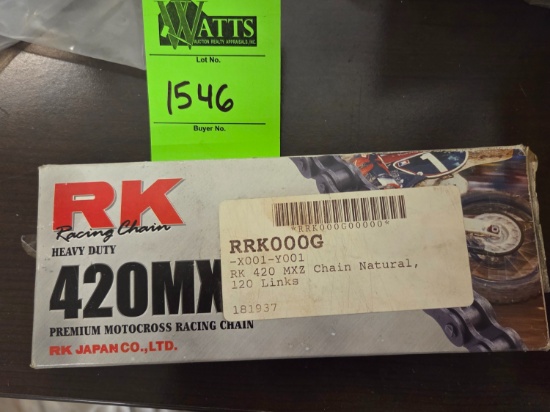 WATTS
AUCTION REALTY APPRAISALS, INC.
Lot No.
1546
Buyer No.
RK
Racing Chain
HEAVY DUTY
420MX
PREMIUM MOTOCROSS RACING CHAIN
RK JAPAN CO., LTD.
*RRK000G00000*
RRK000G
-X001-Y001
RK 420 MXZ Chain Natural,
120 Links
181937
1